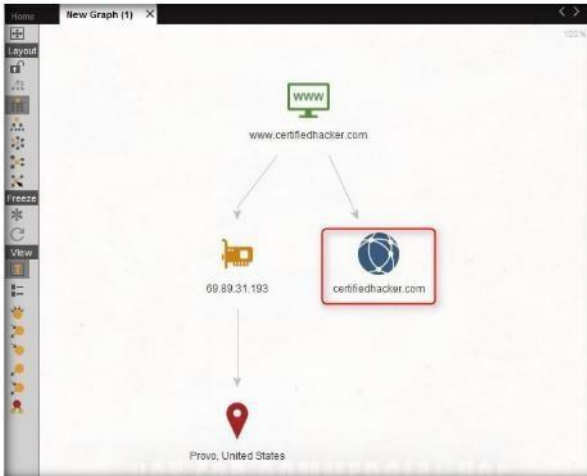 Home
New Graph (1) X
100%
Layout
www
www.certifiedhacker.com
Freeze
View
69.89.31.193
certifiedhacker.com
Provo, United States